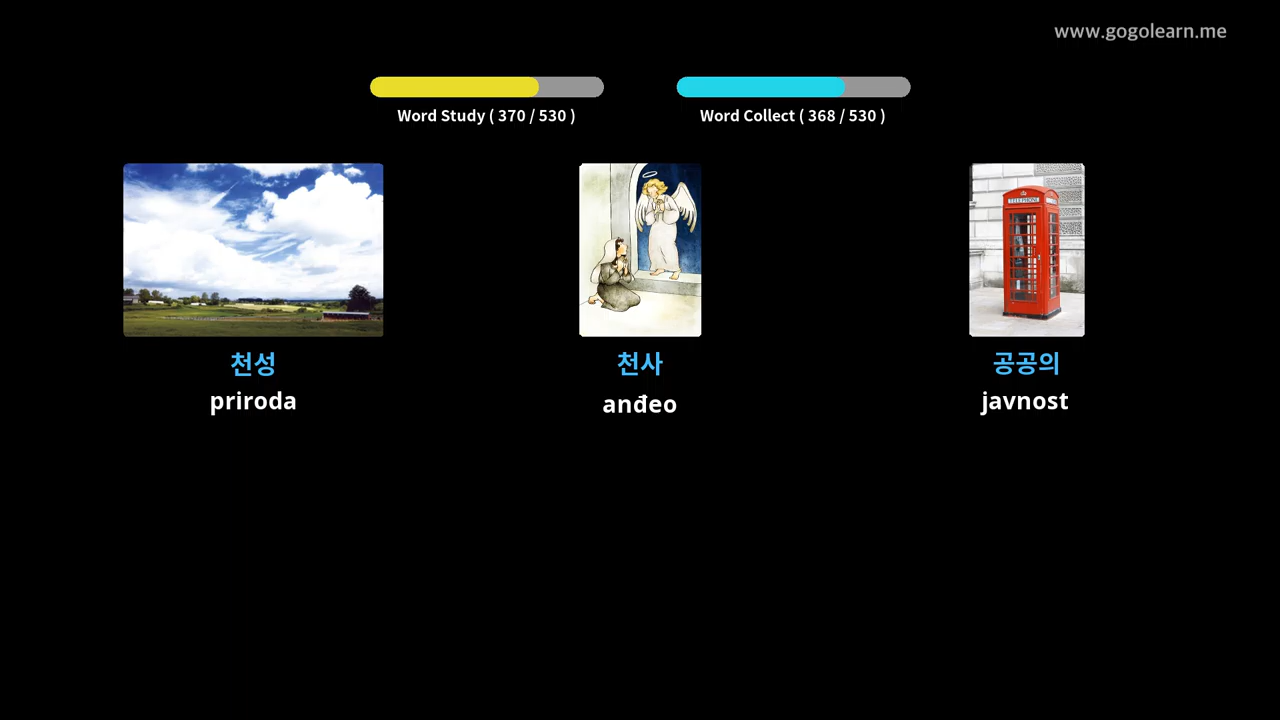 www.gogolearn.me
Word Study ( 370 / 530 )
Word Collect ( 368 / 530 )
TELEPHONE
천성
천사
공공의
priroda
anđeo
javnost